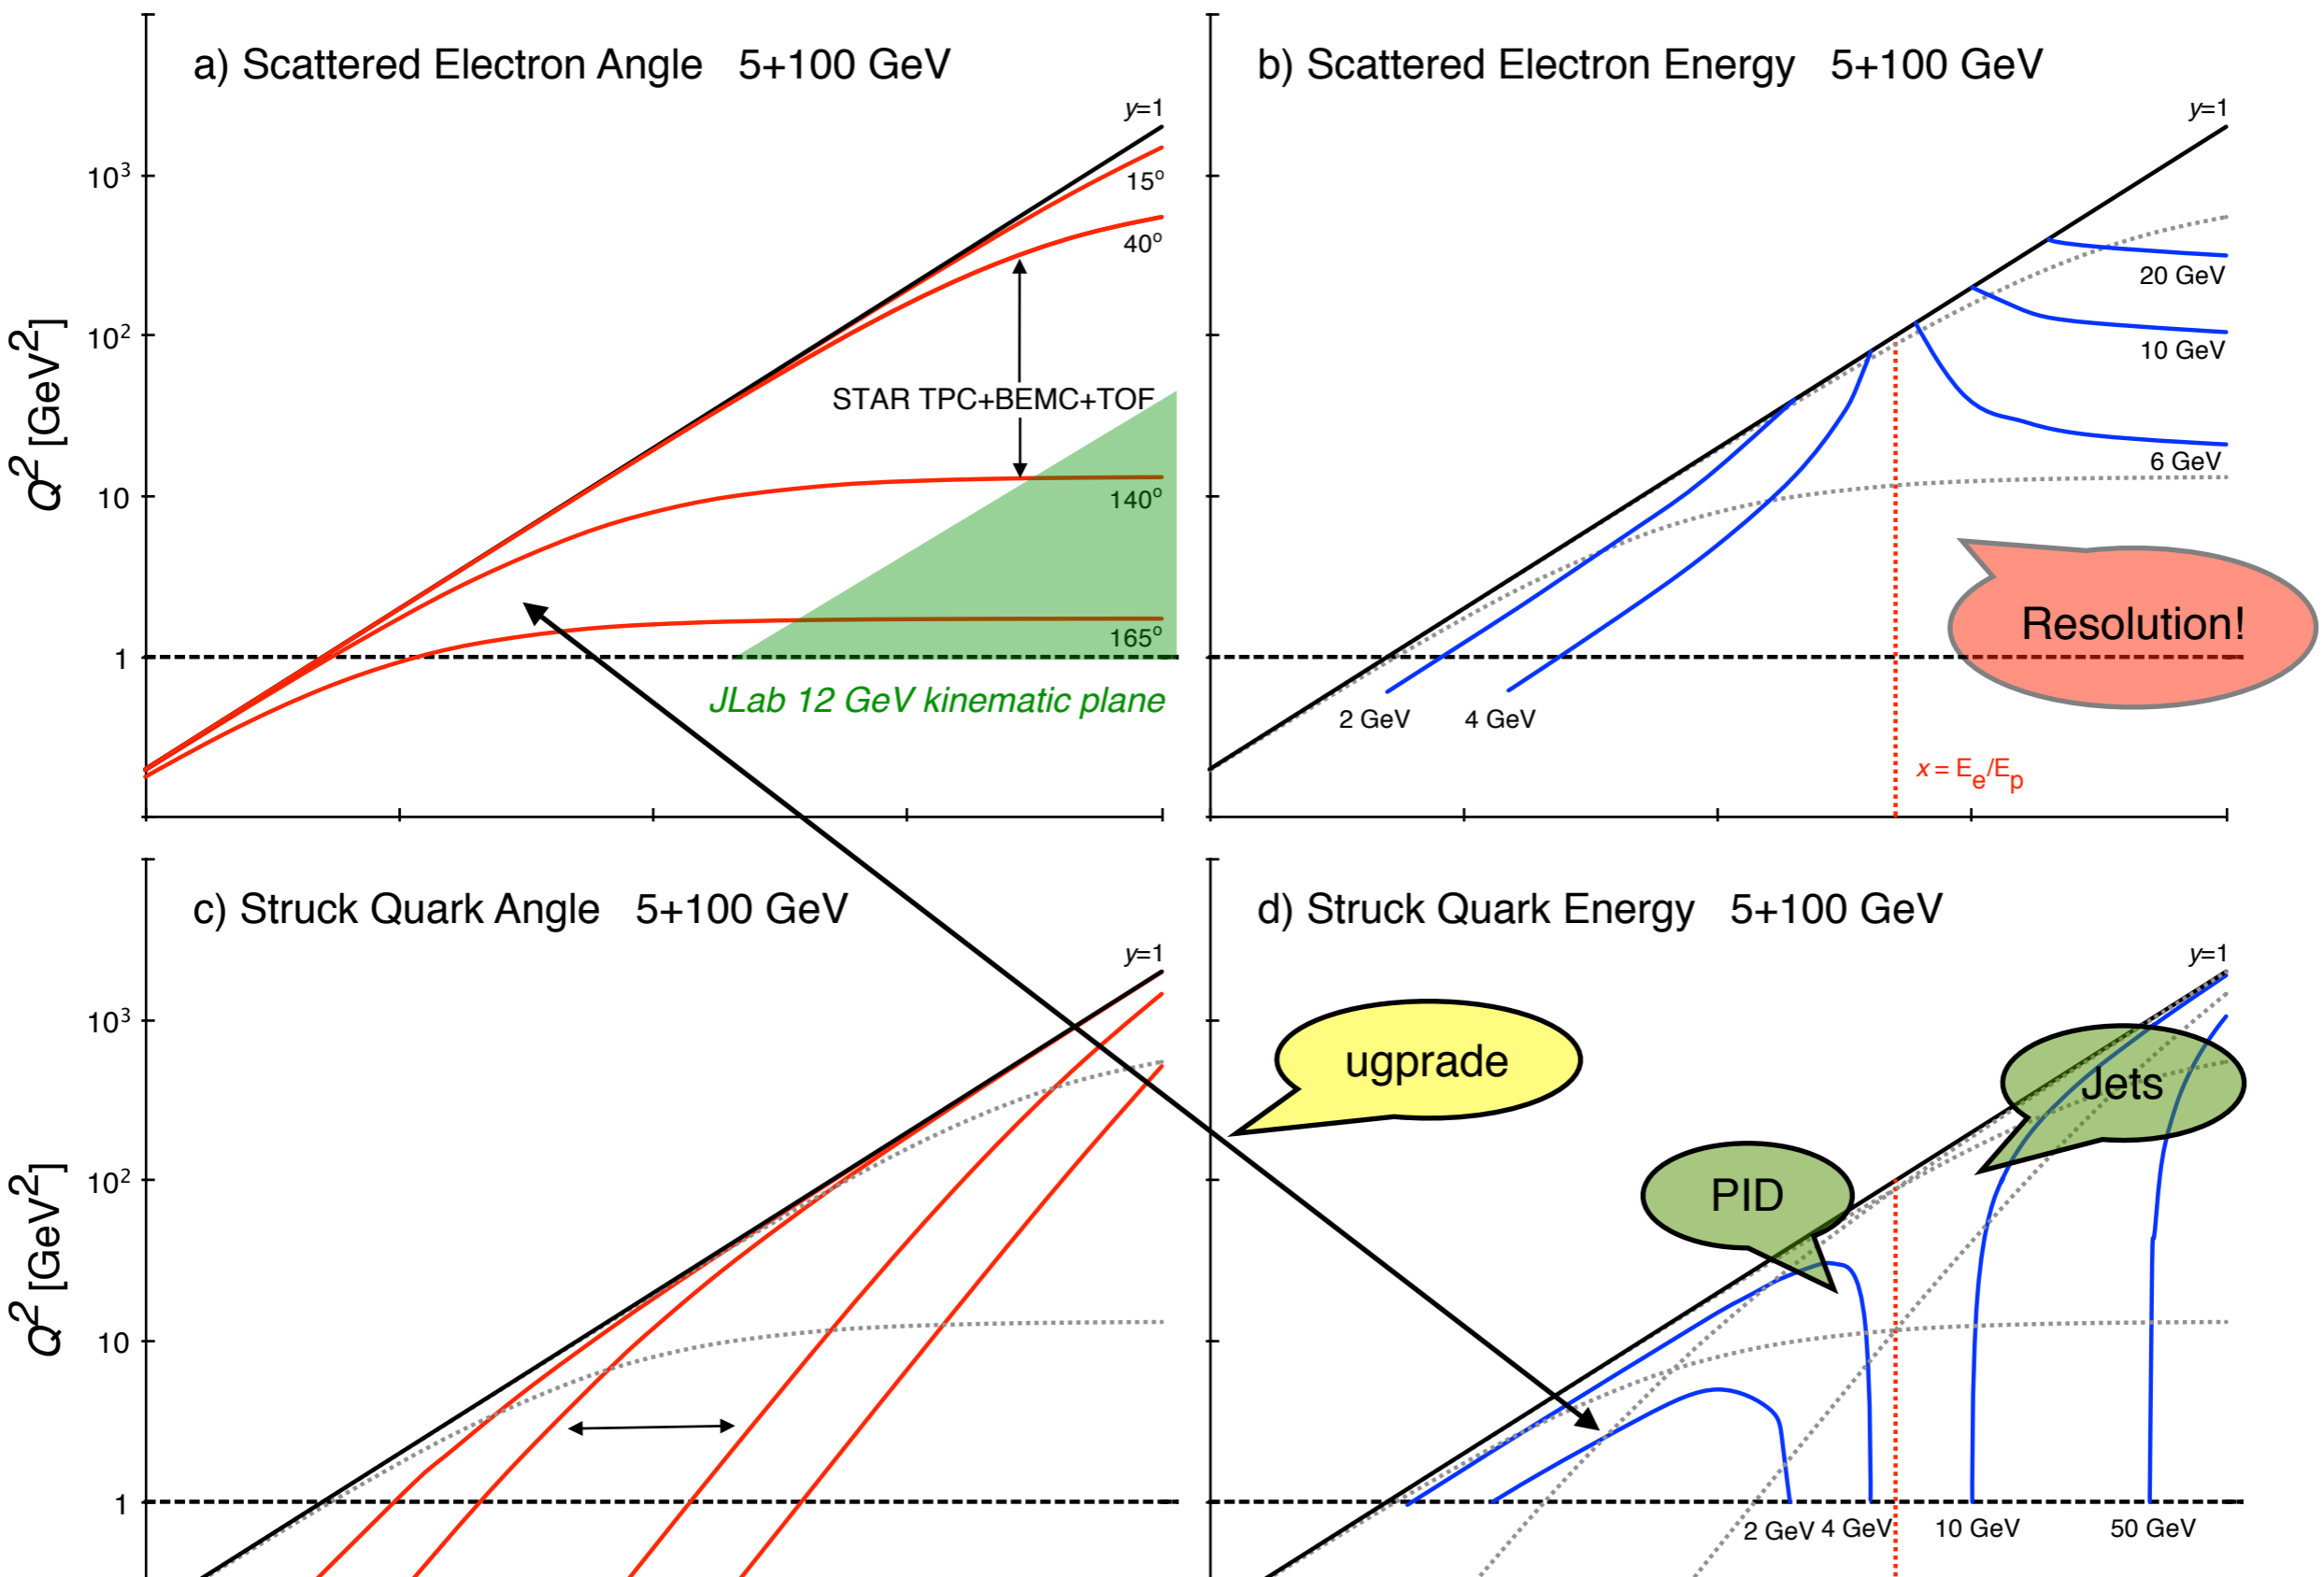 a) Scattered Electron Angle 5+100 GeV
y=1
15°
40°
10³
10²
10
1
Q² [GeV²]
STAR TPC+BEMC+TOF
140°
165°
JLab 12 GeV kinematic plane
b) Scattered Electron Energy 5+100 GeV
y=1
20 GeV
10 GeV
6 GeV
Resolution!
2 GeV
4 GeV
x = Eₑ/Eₚ
c) Struck Quark Angle 5+100 GeV
y=1
10³
10²
10
1
Q² [GeV²]
d) Struck Quark Energy 5+100 GeV
y=1
ugprade
Jets
PID
2 GeV
4 GeV
10 GeV
50 GeV